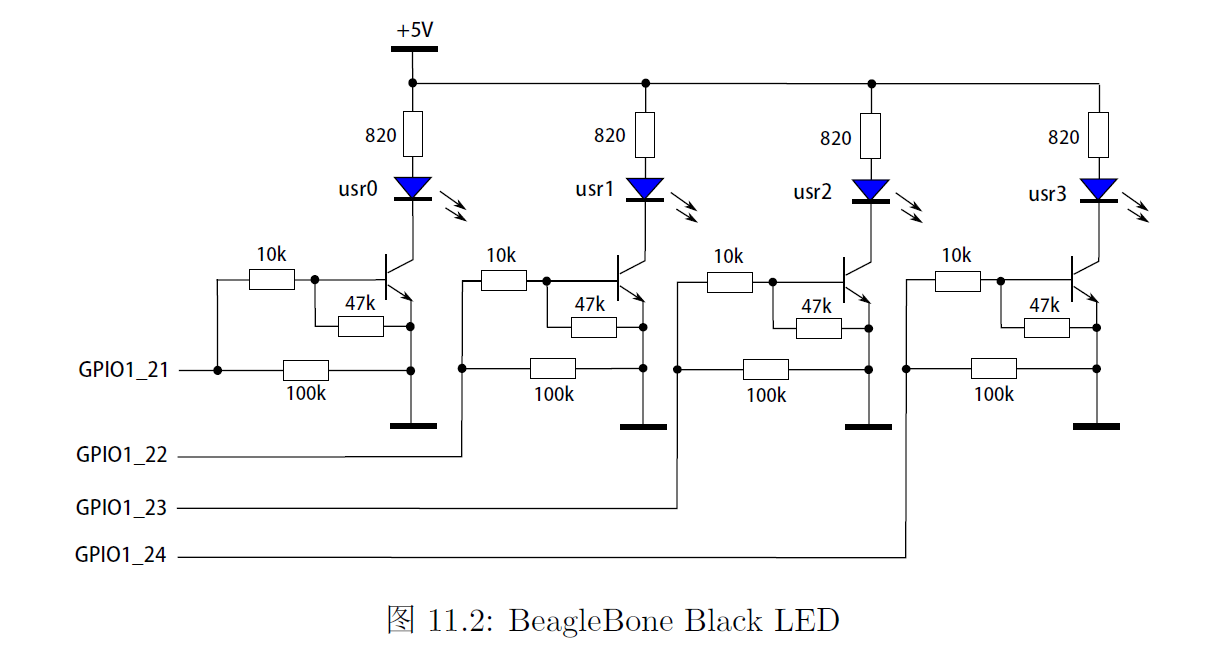 +5V
820 820 820 820
usr0 usr1 usr2 usr3
10k 10k 10k 10k
47k 47k 47k 47k
GPIO1_21
100k 100k 100k 100k
GPIO1_22
GPIO1_23
GPIO1_24
图 11.2: BeagleBone Black LED